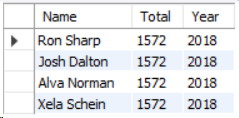 Name Total Year
Ron Sharp 1572 2018
Josh Dalton 1572 2018
Alva Norman 1572 2018
Xela Schein 1572 2018